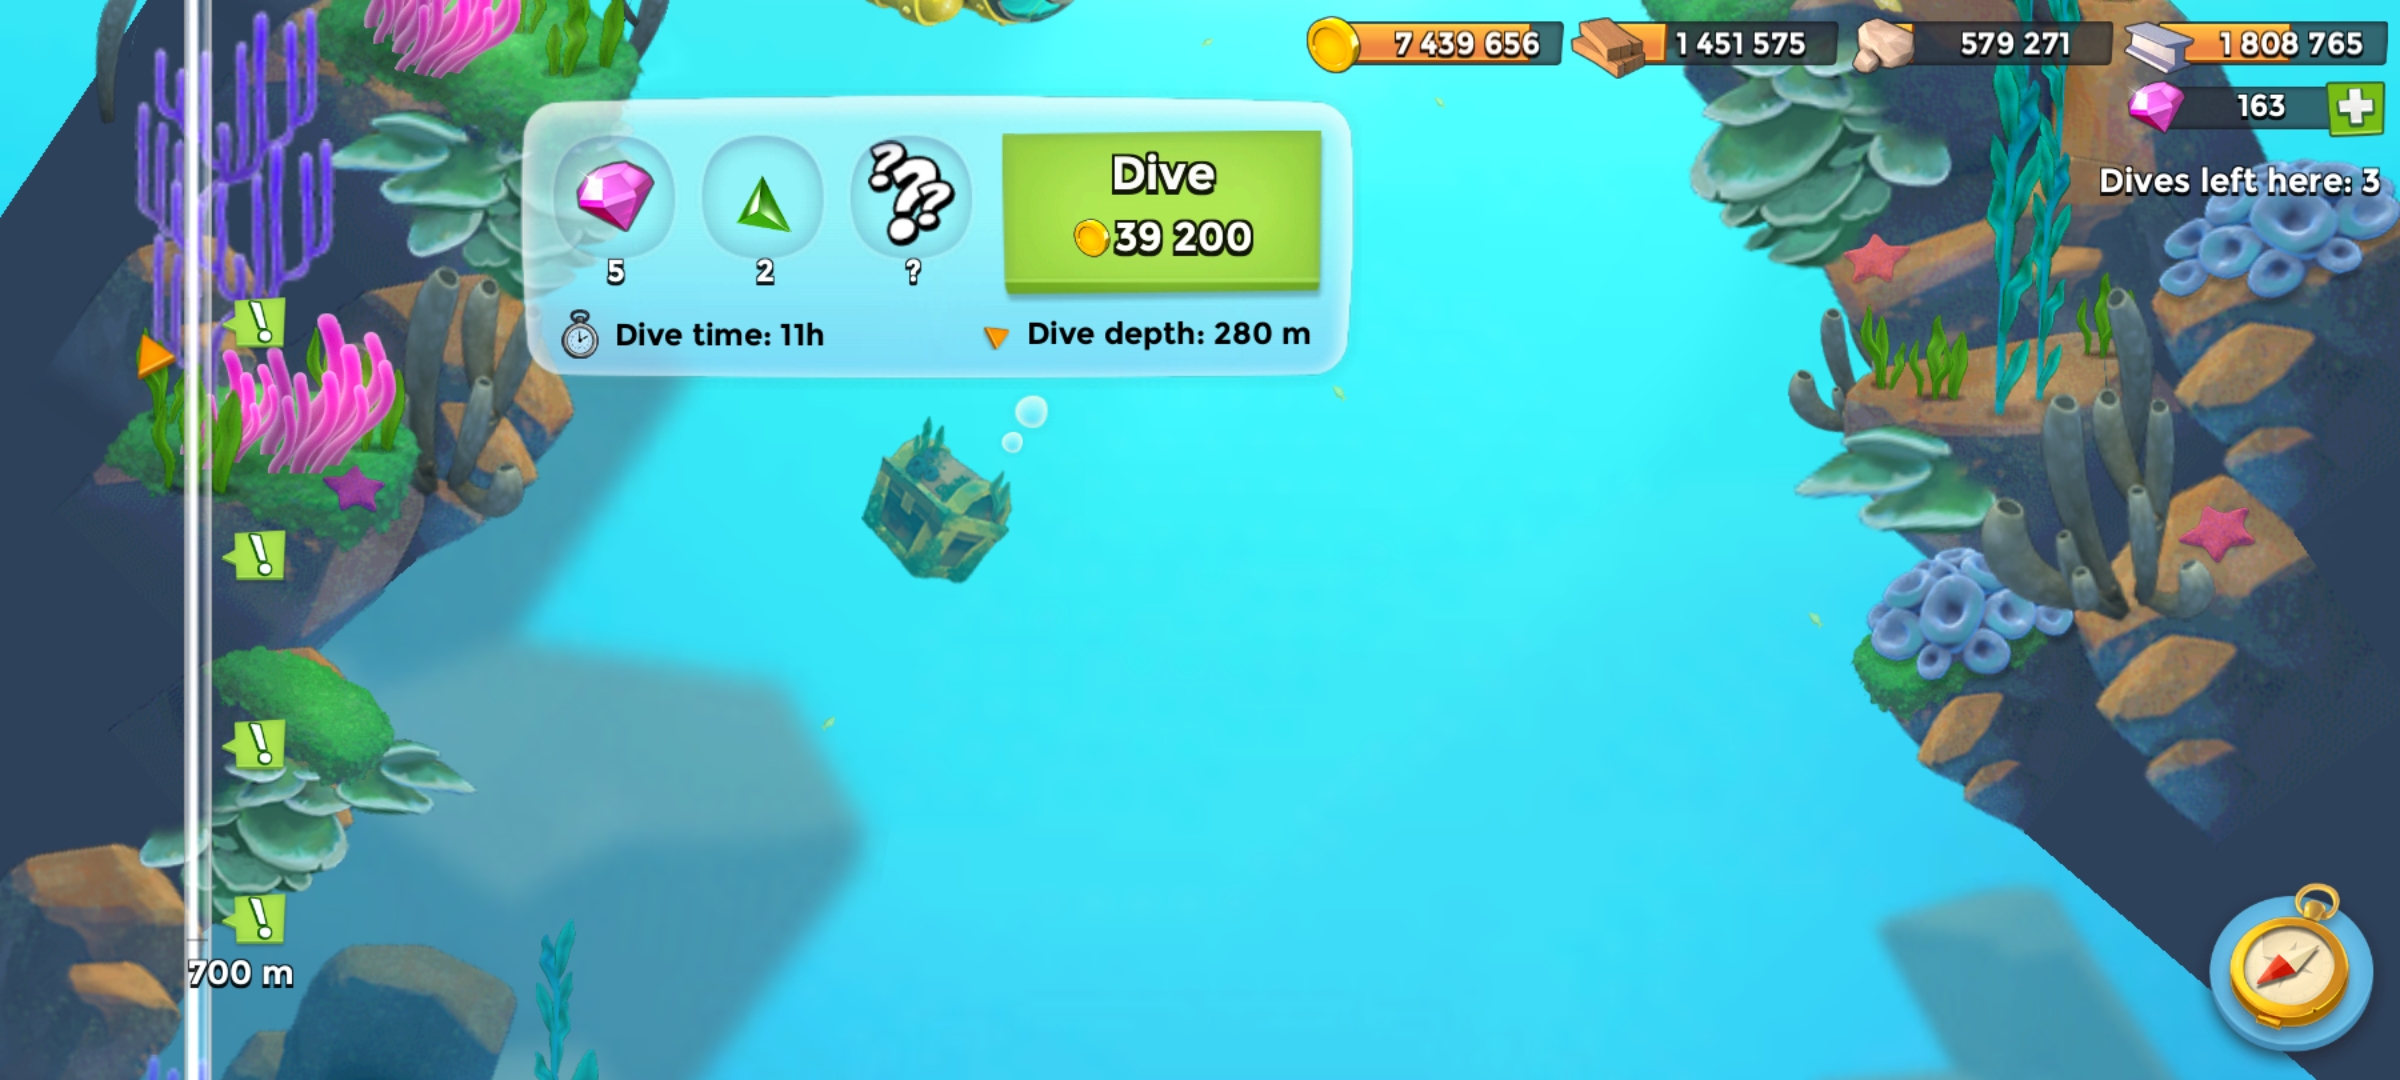 7 439 656
1 451 575
579 271
1 808 765
163
Dives left here: 3
Dive
39 200
5
2
?
Dive time: 11h
Dive depth: 280 m
!
!
!
!
700 m